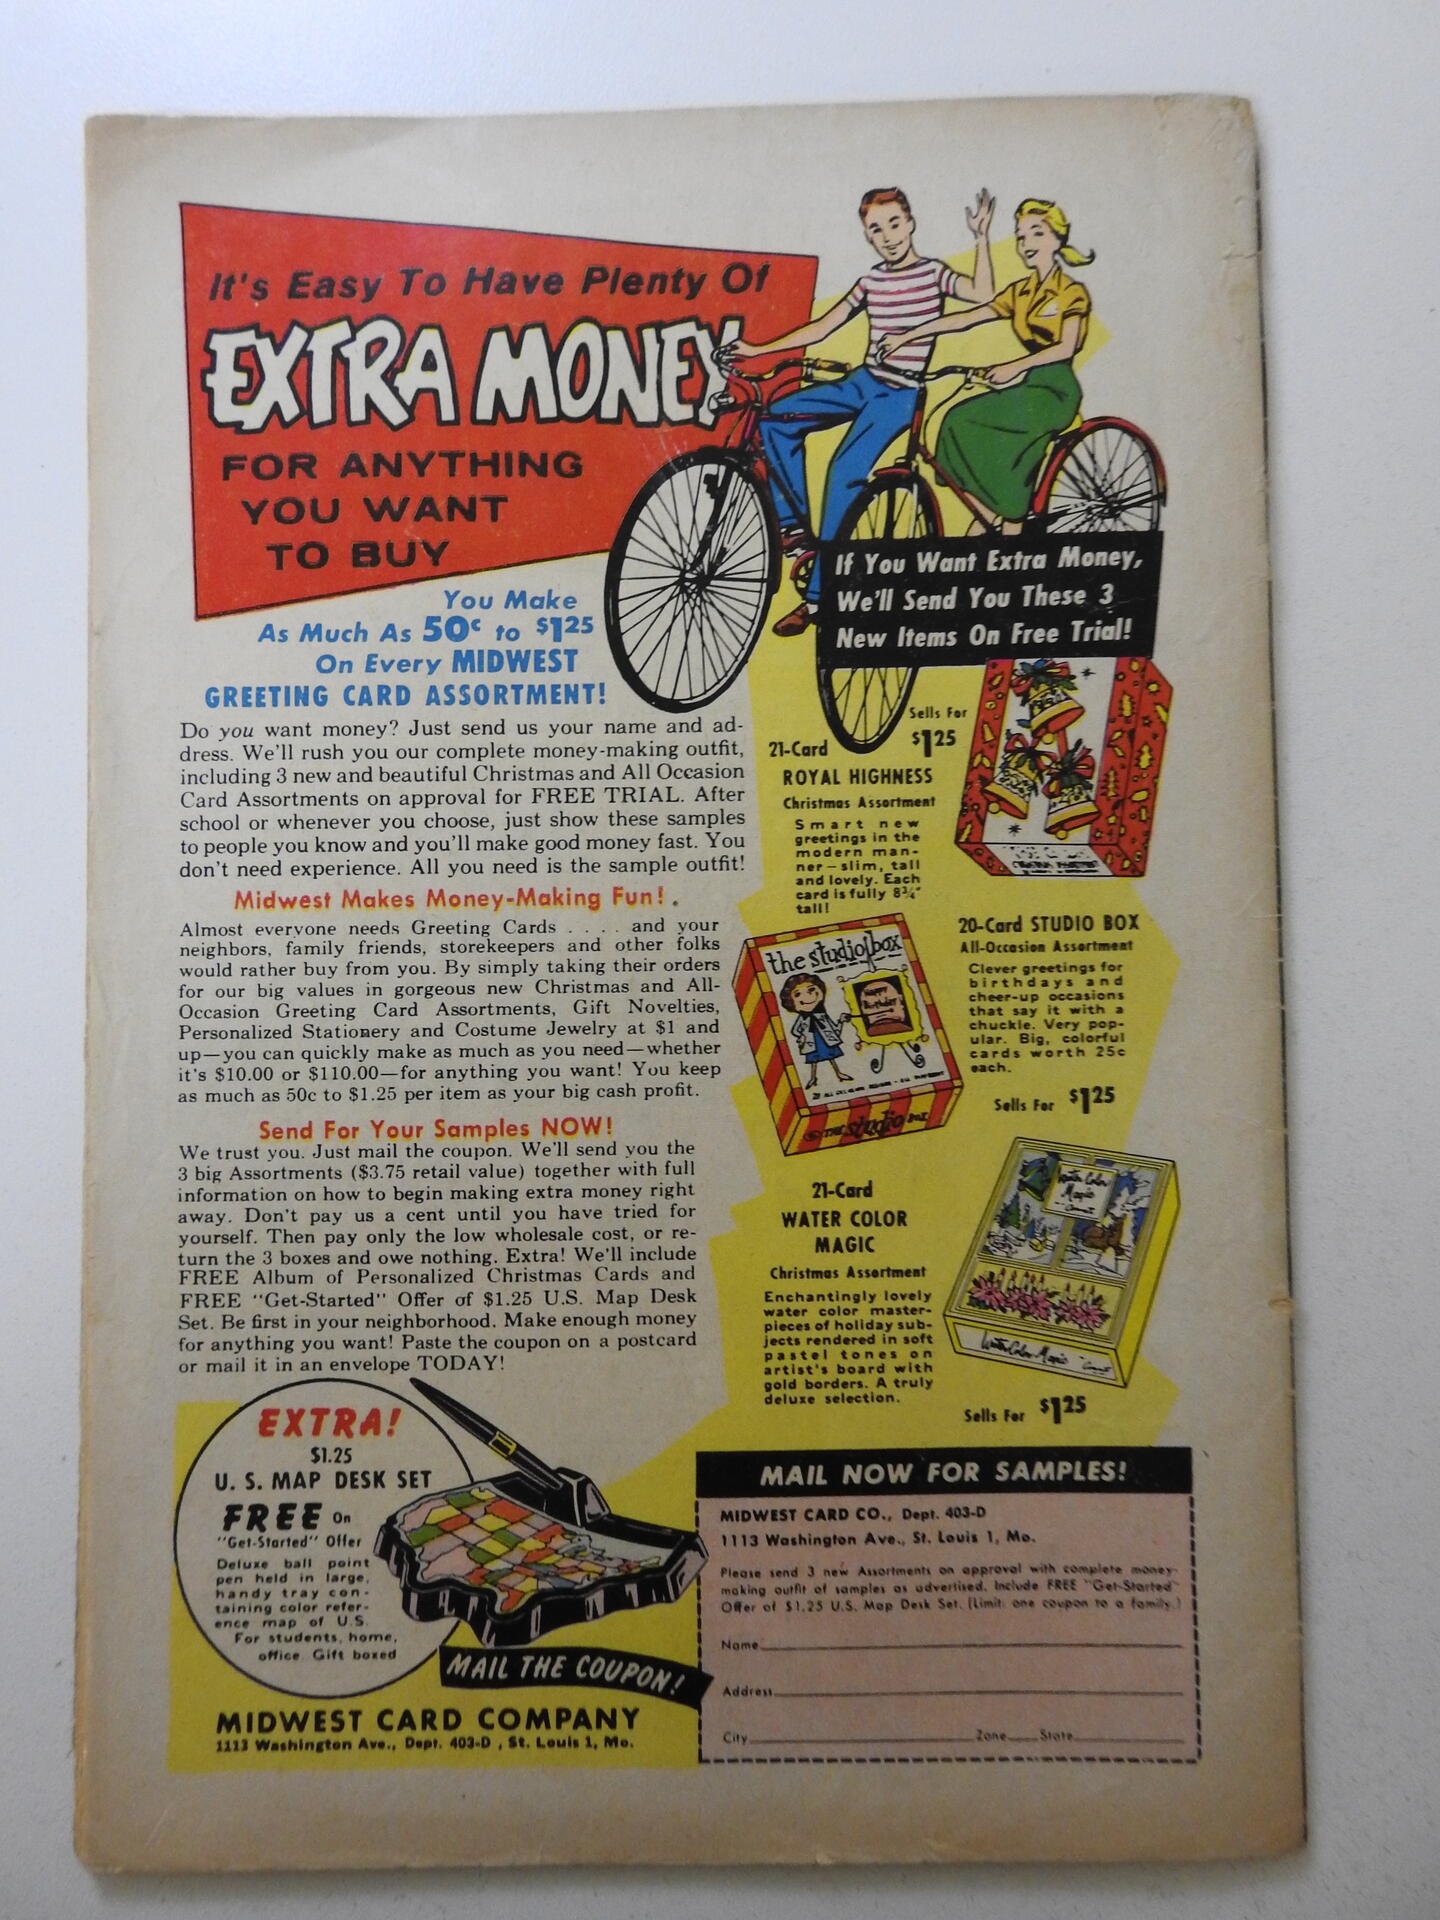 It's Easy To Have Plenty Of
EXTRA MONEY
FOR ANYTHING
YOU WANT
TO BUY
You Make
As Much As 50c to $1.25
On Every MIDWEST
GREETING CARD ASSORTMENT!
Do you want money? Just send us your name and ad-
dress. We'll rush you our complete money-making outfit,
including 3 new and beautiful Christmas and All Occasion
Card Assortments on approval for FREE TRIAL. After
school or whenever you choose, just show these samples
to people you know and you'll make good money fast. You
don't need experience. All you need is the sample outfit!
Midwest Makes Money-Making Fun!
Almost everyone needs Greeting Cards . . . . and your
neighbors, family friends, storekeepers and other folks
would rather buy from you. By simply taking their orders
for our big values in gorgeous new Christmas and All-
Occasion Greeting Card Assortments, Gift Novelties,
Personalized Stationery and Costume Jewelry at $1 and
up—you can quickly make as much as you need—whether
it's $10.00 or $110.00—for anything you want! You keep
as much as 50c to $1.25 per item as your big cash profit.
Send For Your Samples NOW!
We trust you. Just mail the coupon. We'll send you the
3 big Assortments ($3.75 retail value) together with full
information on how to begin making extra money right
away. Don't pay us a cent until you have tried for
yourself. Then pay only the low wholesale cost, or re-
turn the 3 boxes and owe nothing. Extra! We'll include
FREE Album of Personalized Christmas Cards and
FREE "Get-Started" Offer of $1.25 U.S. Map Desk
Set. Be first in your neighborhood. Make enough money
for anything you want! Paste the coupon on a postcard
or mail it in an envelope TODAY!
If You Want Extra Money,
We'll Send You These 3
New Items On Free Trial!
Sells For
$1.25
21-Card
ROYAL HIGHNESS
Christmas Assortment
Smart new
greetings in the
modern man-
ner—slim, tall
and lovely. Each
card is fully 8¾"
tall!
the studio box
Happy
Birthday
the studio box
20-Card STUDIO BOX
All-Occasion Assortment
Clever greetings for
birthdays and
cheer-up occasions
that say it with a
chuckle. Very pop-
ular. Big, colorful
cards worth 25c
each.
Sells For $1.25
21-Card
WATER COLOR
MAGIC
Christmas Assortment
Enchantingly lovely
water color master-
pieces of holiday sub-
jects rendered in soft
pastel tones on
artist's board with
gold borders. A truly
deluxe selection.
Water Color
Magic
Water Color Magic
Sells For $1.25
EXTRA!
$1.25
U. S. MAP DESK SET
FREE On
"Get-Started" Offer
Deluxe ball point
pen held in large,
handy tray con-
taining color refer-
ence map of U.S.
For students, home,
office. Gift boxed
MAIL THE COUPON!
MIDWEST CARD COMPANY
1113 Washington Ave., Dept. 403-D , St. Louis 1, Mo.
MAIL NOW FOR SAMPLES!
MIDWEST CARD CO., Dept. 403-D
1113 Washington Ave., St. Louis 1, Mo.
Please send 3 new Assortments on approval with complete money-
making outfit of samples as advertised. Include FREE "Get-Started"
Offer of $1.25 U.S. Map Desk Set. (Limit: one coupon to a family.)
Name
Address
City Zone State